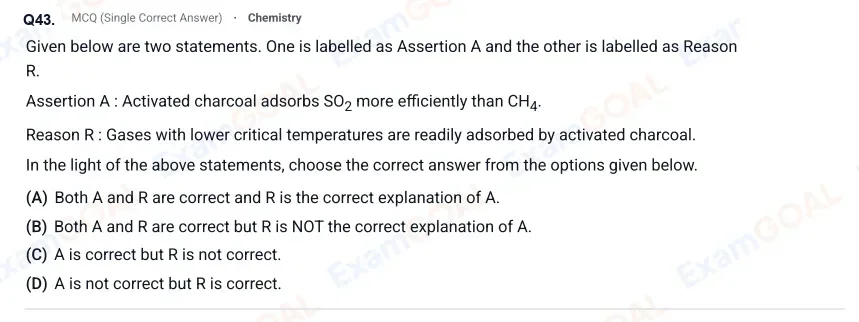 Q43. MCQ (Single Correct Answer) · Chemistry
Given below are two statements. One is labelled as Assertion A and the other is labelled as Reason
R.
Assertion A : Activated charcoal adsorbs SO₂ more efficiently than CH₄.
Reason R : Gases with lower critical temperatures are readily adsorbed by activated charcoal.
In the light of the above statements, choose the correct answer from the options given below.
(A) Both A and R are correct and R is the correct explanation of A.
(B) Both A and R are correct but R is NOT the correct explanation of A.
(C) A is correct but R is not correct.
(D) A is not correct but R is correct.
ExamGOAL
ExamGOAL